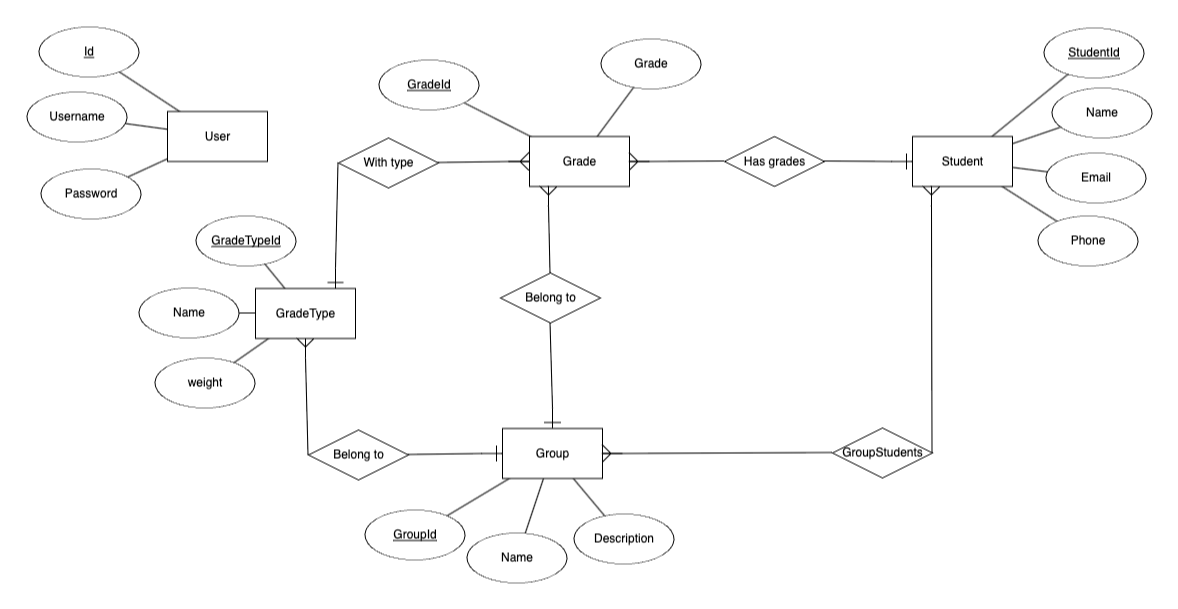 Id
Username
Password
User
GradeId
Grade
With type
Grade
Has grades
Student
StudentId
Name
Email
Phone
GradeTypeId
Name
weight
GradeType
Belong to
Belong to
Group
GroupStudents
GroupId
Name
Description